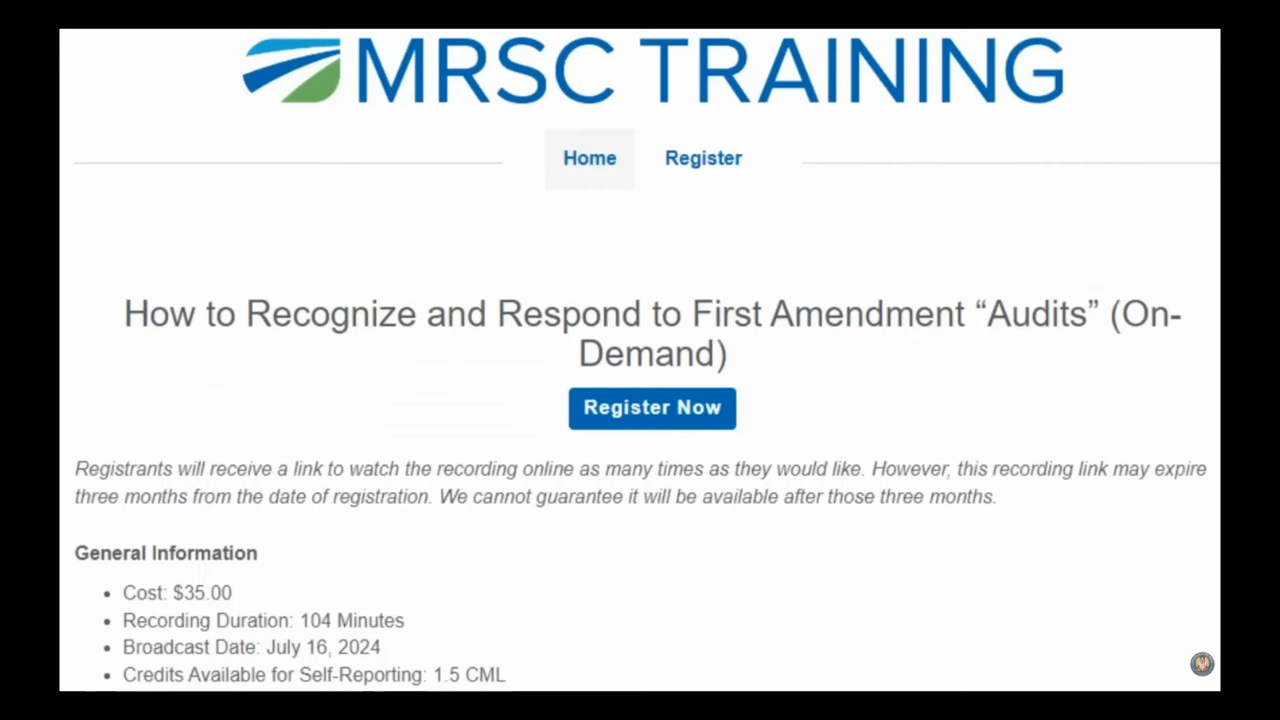 MRSC TRAINING
Home
Register
How to Recognize and Respond to First Amendment “Audits” (On-
Demand)
Register Now
Registrants will receive a link to watch the recording online as many times as they would like. However, this recording link may expire
three months from the date of registration. We cannot guarantee it will be available after those three months.
General Information
• Cost: $35.00
• Recording Duration: 104 Minutes
• Broadcast Date: July 16, 2024
• Credits Available for Self-Reporting: 1.5 CML